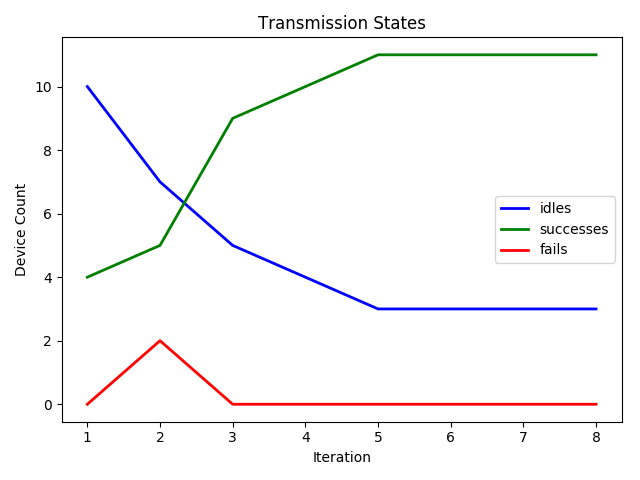 Transmission States
Device Count
10
8
6
4
2
0
idles
successes
fails
1 2 3 4 5 6 7 8
Iteration